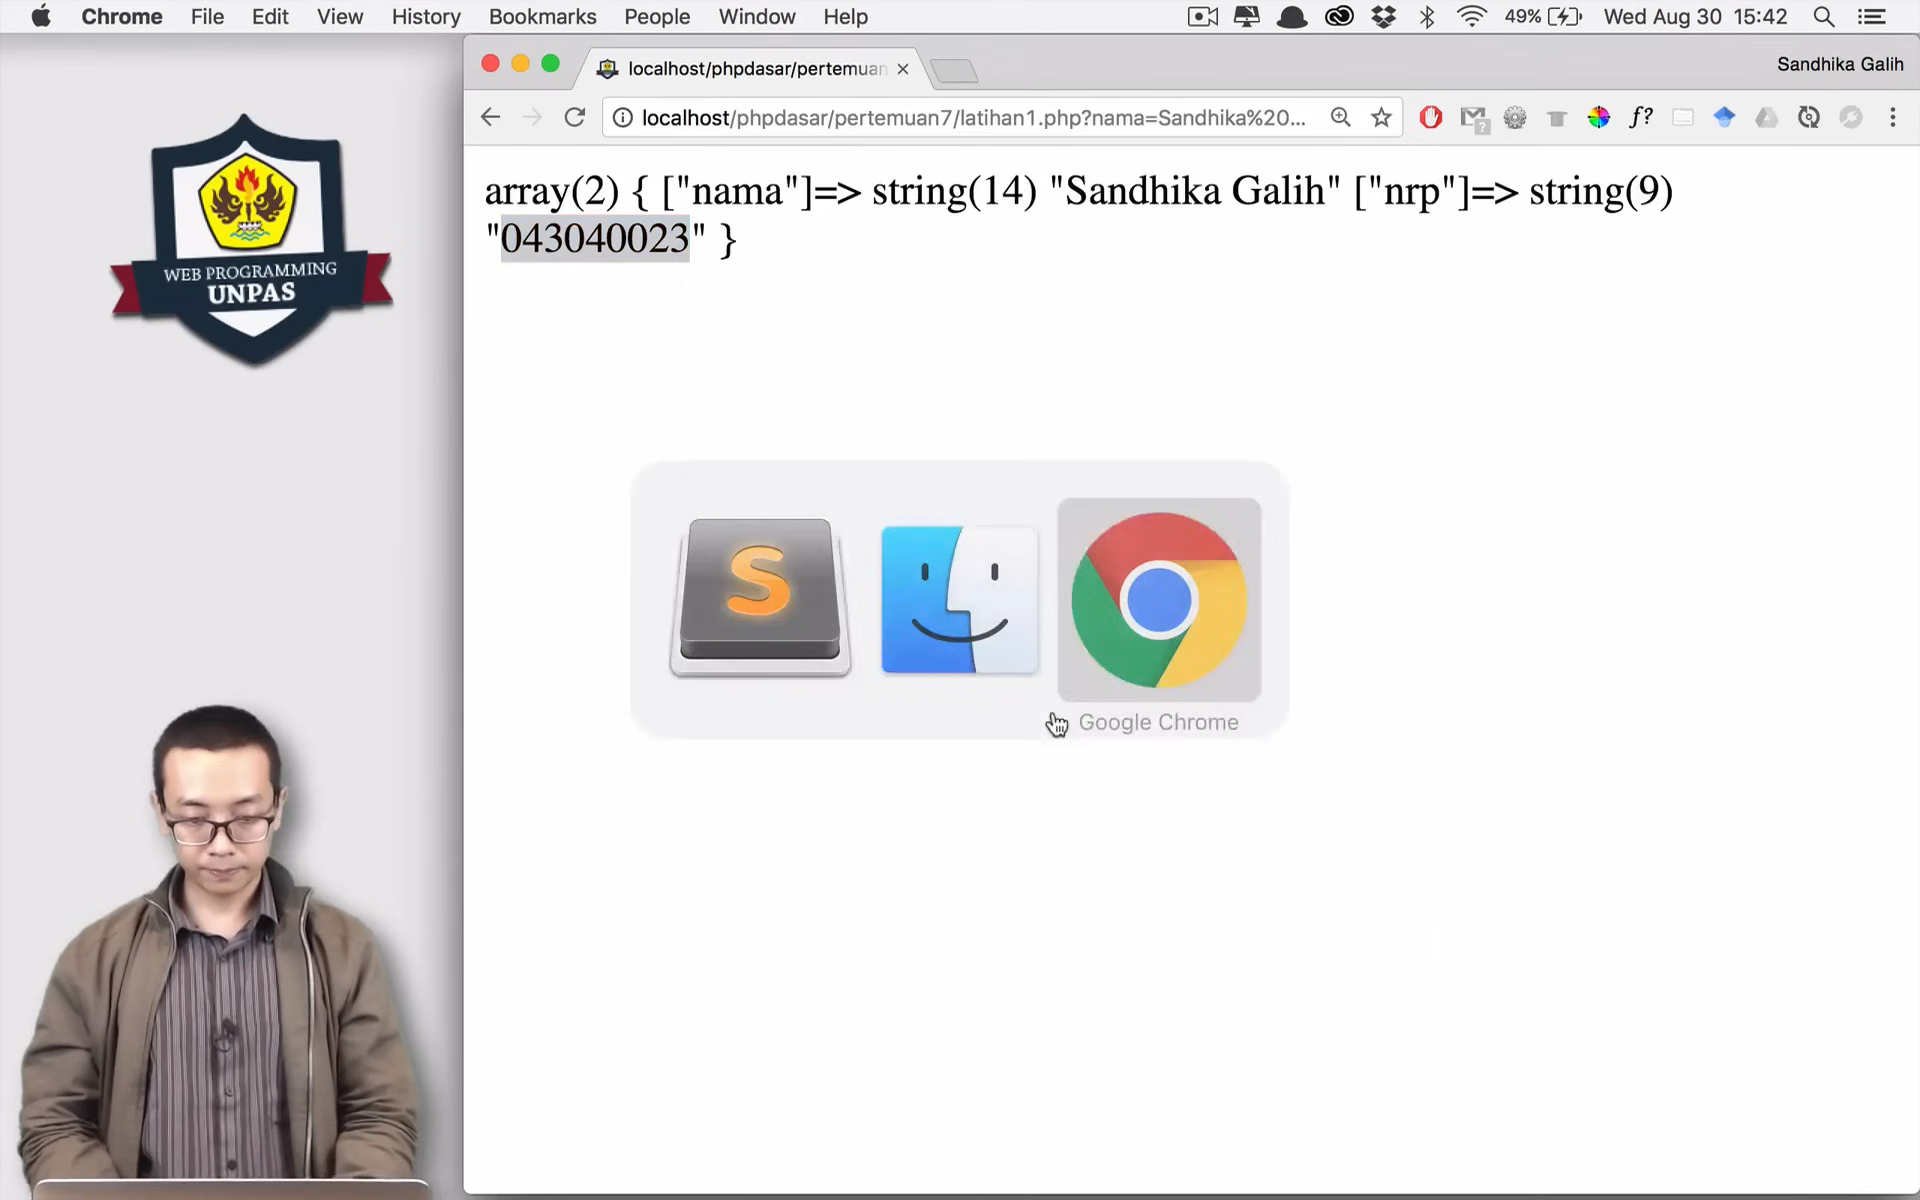 Chrome File Edit View History Bookmarks People Window Help 49% Wed Aug 30 15:42
localhost/phpdasar/pertemuan
Sandhika Galih
localhost/phpdasar/pertemuan7/latihan1.php?nama=Sandhika%20...
f?
array(2) { ["nama"]=> string(14) "Sandhika Galih" ["nrp"]=> string(9)
"043040023" }
WEB PROGRAMMING
UNPAS
S
Google Chrome